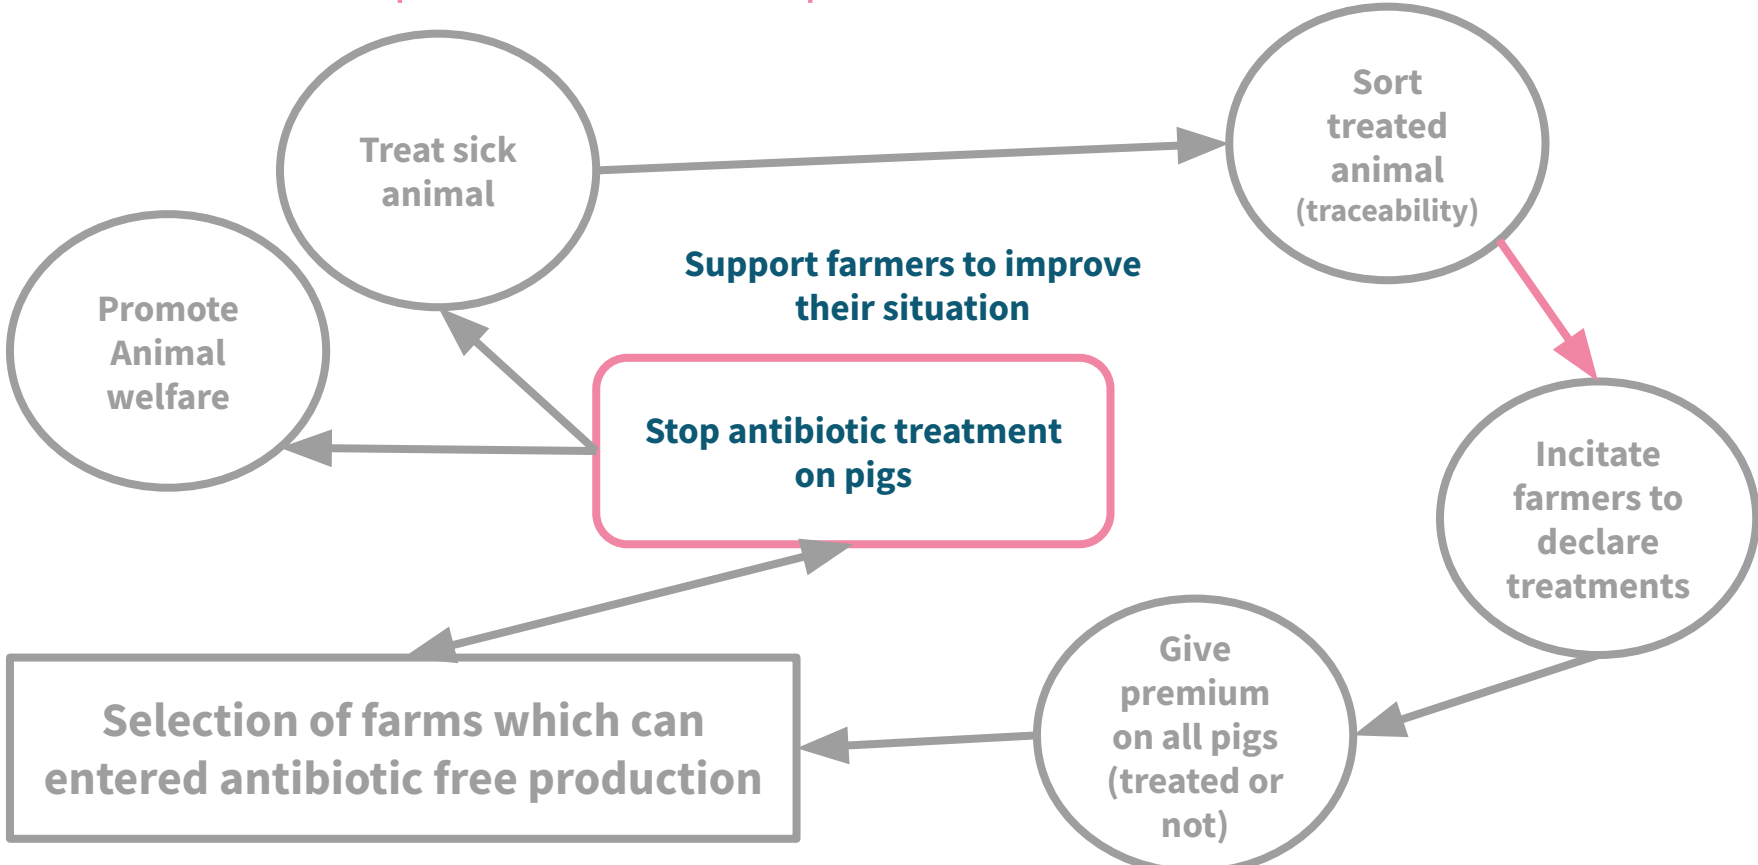 Sort
treated
animal
(traceability)
Treat sick
animal
Support farmers to improve
their situation
Promote
Animal
welfare
Stop antibiotic treatment
on pigs
Incitate
farmers to
declare
treatments
Give
premium
on all pigs
(treated or
not)
Selection of farms which can
entered antibiotic free production